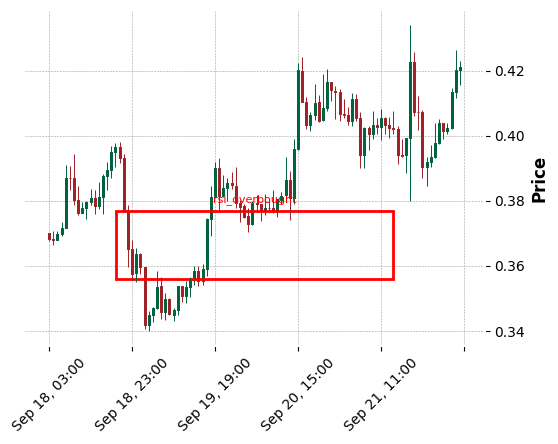 0.42
0.40
rsi_overbought
0.38
0.36
0.34
Price
Sep 18, 03:00
Sep 18, 23:00
Sep 19, 19:00
Sep 20, 15:00
Sep 21, 11:00